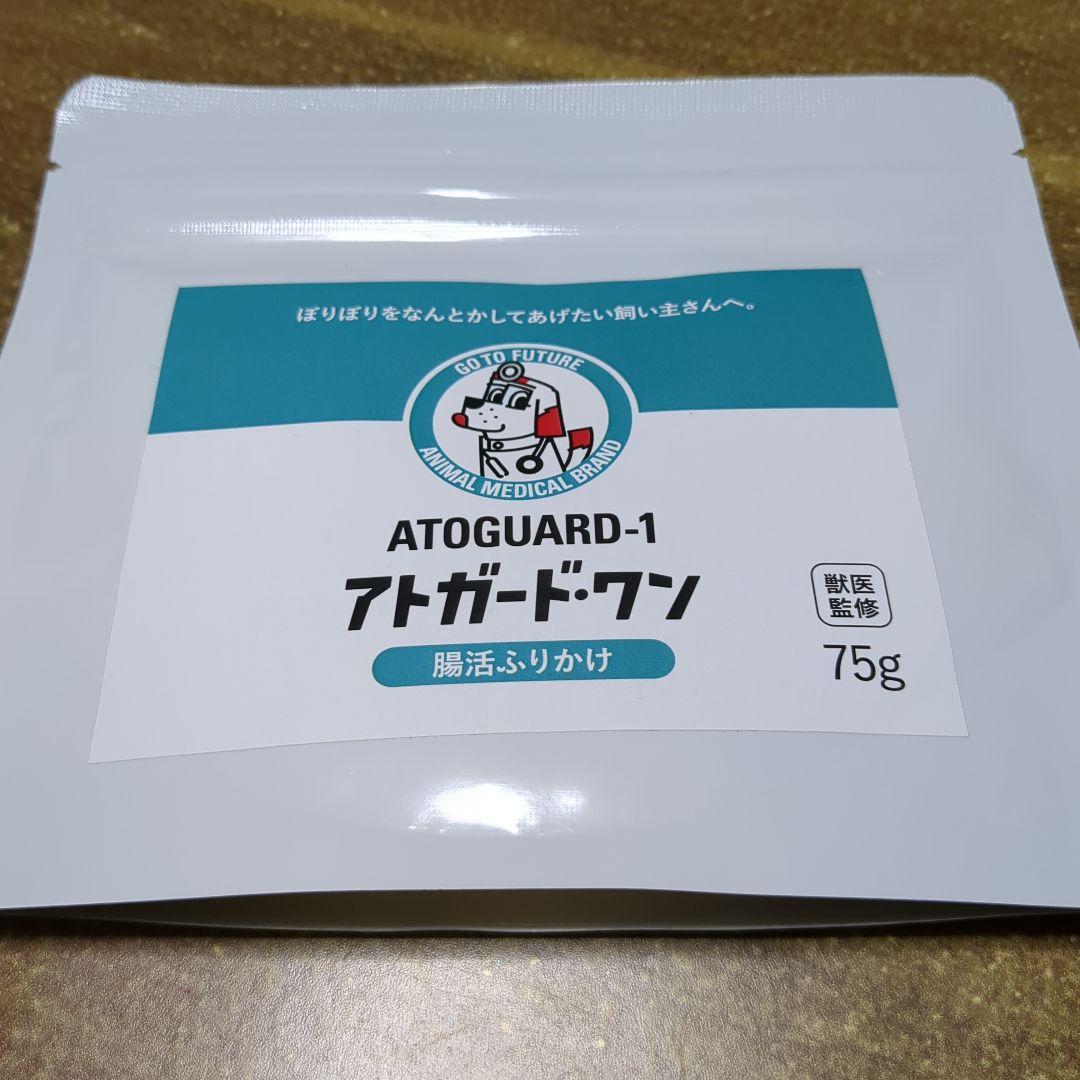 ぽりぽりをなんとかしてあげたい飼い主さんへ。
GO TO FUTURE
ANIMAL MEDICAL BRAND
ATOGUARD-1
アトガード・ワン
腸活ふりかけ
獣医
監修
75g